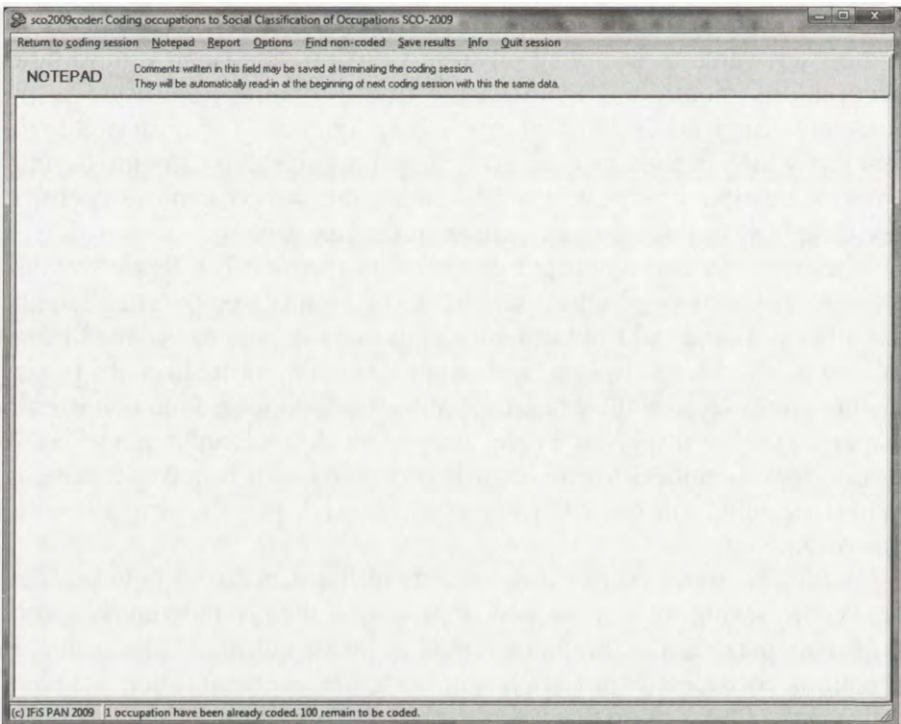 sco2009coder: Coding occupations to Social Classification of Occupations SCO-2009
Return to coding session Notepad Report Options Find non-coded Save results Info Quit session
NOTEPAD
Comments written in this field may be saved at terminating the coding session.
They will be automatically read-in at the beginning of next coding session with this the same data.
(c) IFiS PAN 2009 1 occupation have been already coded. 100 remain to be coded.